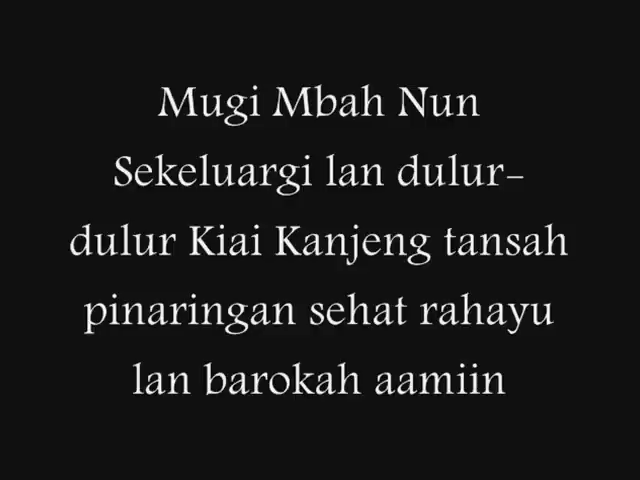 Mugi Mbah Nun
Sekeluargi lan dulur-
dulur Kiai Kanjeng tansah
pinaringan sehat rahayu
lan barokah aamiin